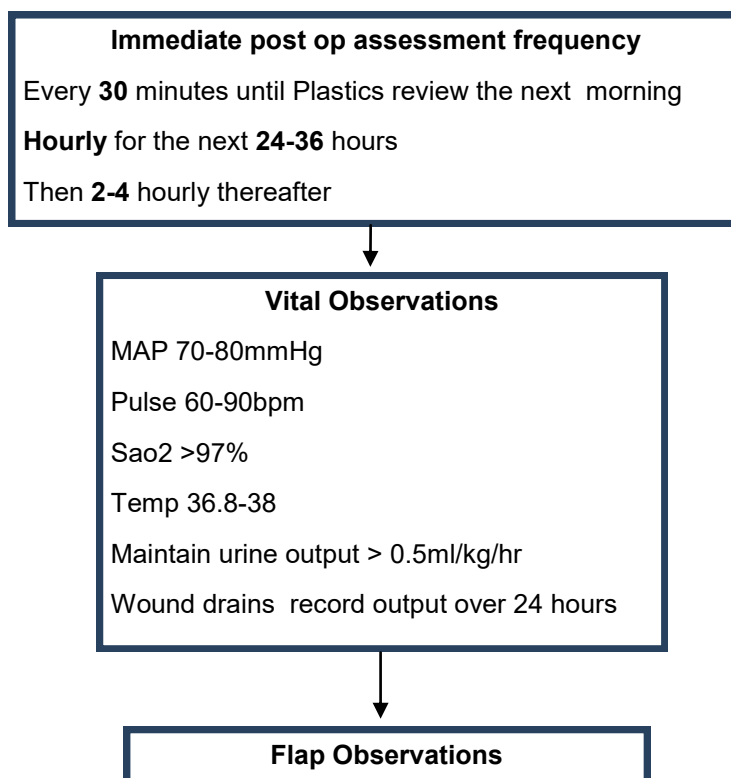 Immediate post op assessment frequency
Every 30 minutes until Plastics review the next morning
Hourly for the next 24-36 hours
Then 2-4 hourly thereafter
Vital Observations
MAP 70-80mmHg
Pulse 60-90bpm
Sao2 >97%
Temp 36.8-38
Maintain urine output > 0.5ml/kg/hr
Wound drains record output over 24 hours
Flap Observations